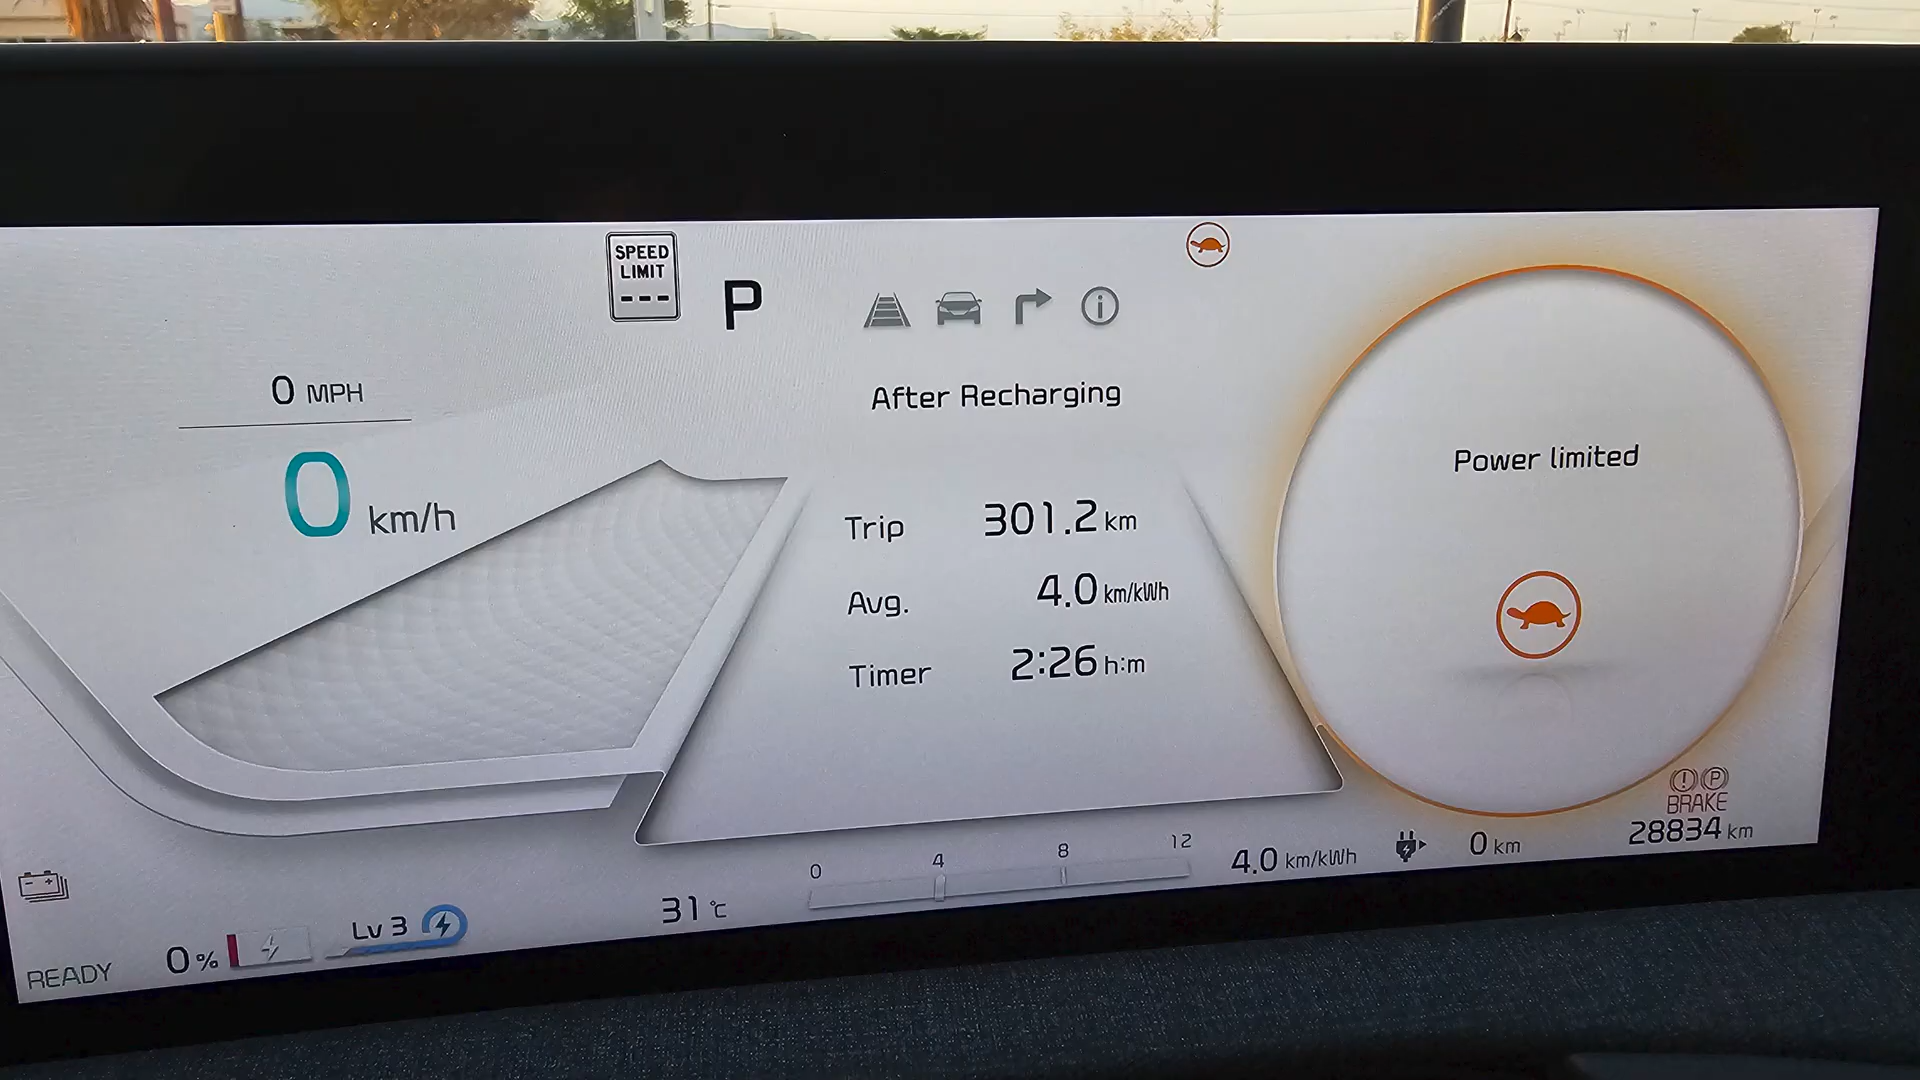 SPEED
LIMIT
---
P
0 MPH
0 km/h
After Recharging
Trip 301.2 km
Avg. 4.0 km/kWh
Timer 2:26 h:m
Power limited
BRAKE
28834 km
0 4 8 12
4.0 km/kWh
0 km
31 °C
Lv 3
0 %
READY